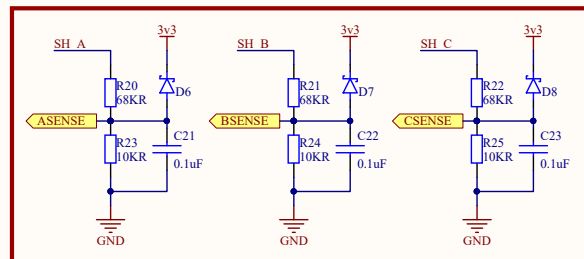 SH_A 3v3
R20
68KR
D6
ASENSE
R23
10KR
C21
0.1uF
GND
SH_B 3v3
R21
68KR
D7
BSENSE
R24
10KR
C22
0.1uF
GND
SH_C 3v3
R22
68KR
D8
CSENSE
R25
10KR
C23
0.1uF
GND